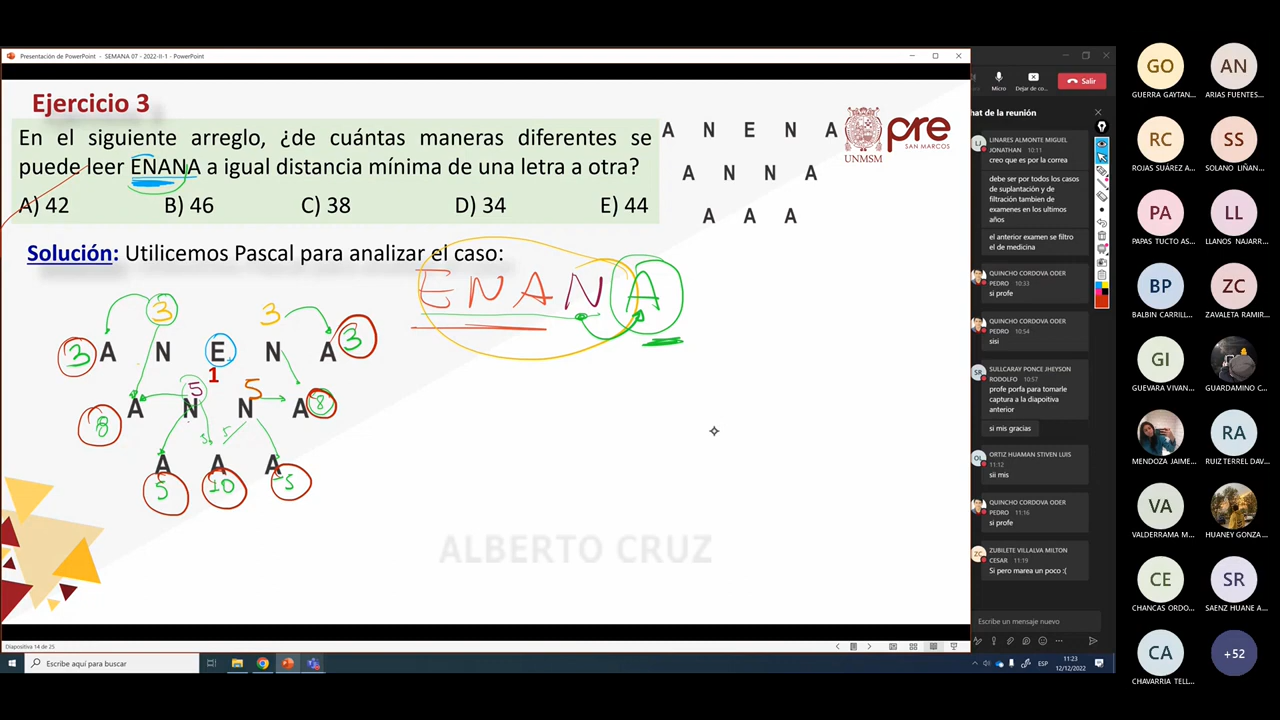 Presentación de PowerPoint - SEMANA 07 - 2022-II-1 - PowerPoint
Ejercicio 3
En el siguiente arreglo, ¿de cuántas maneras diferentes se
puede leer ENANA a igual distancia mínima de una letra a otra?
A) 42 B) 46 C) 38 D) 34 E) 44
A N E N A
A N N A
A A A
UNMSM
pre
SAN MARCOS
Solución: Utilicemos Pascal para analizar el caso:
E N A N A
3 3
3 A N E N A 3
1
5 5
8 A N N A 8
5 5
A A A
5 10 5
ALBERTO CRUZ
Diapositiva 14 de 25
Escribe aquí para buscar
ESP
11:23
12/12/2022
Micro
Dejar de co...
Salir
hat de la reunión
LJ
LINARES ALMONTE MIGUEL
JONATHAN 10:11
creo que es por la correa
debe ser por todos los casos
de suplantación y de
filtración tambien de
examenes en los ultimos
años
el anterior examen se filtro
el de medicina
QUINCHO CORDOVA ODER
PEDRO 10:33
si profe
QUINCHO CORDOVA ODER
PEDRO 10:54
sisi
SULLCARAY PONCE JHEYSON
RODOLFO 10:57
profe porfa para tomarle
captura a la diapoitiva
anterior
si mis gracias
ORTIZ HUAMAN STIVEN LUIS
11:12
sii mis
QUINCHO CORDOVA ODER
PEDRO 11:16
si profe
ZUBILETE VILLALVA MILTON
CESAR 11:19
Si pero marea un poco :(
Escribe un mensaje nuevo
GO AN
GUERRA GAYTAN... ARIAS FUENTES...
RC SS
ROJAS SUÁREZ A... SOLANO LIÑAN...
PA LL
PAPAS TUCTO AS... LLANOS NAJARR...
BP ZC
BALBIN CARRILL... ZAVALETA RAMIR...
GI
GUEVARA VIVAN... GUARDAMINO C...
RA
MENDOZA JAIME... RUIZ TERREL DAV...
VA
VALDERRAMA M... HUANEY GONZA...
CE SR
CHANCAS ORDO... SAENZ HUANE A...
CA +52
CHAVARRIA TELL...